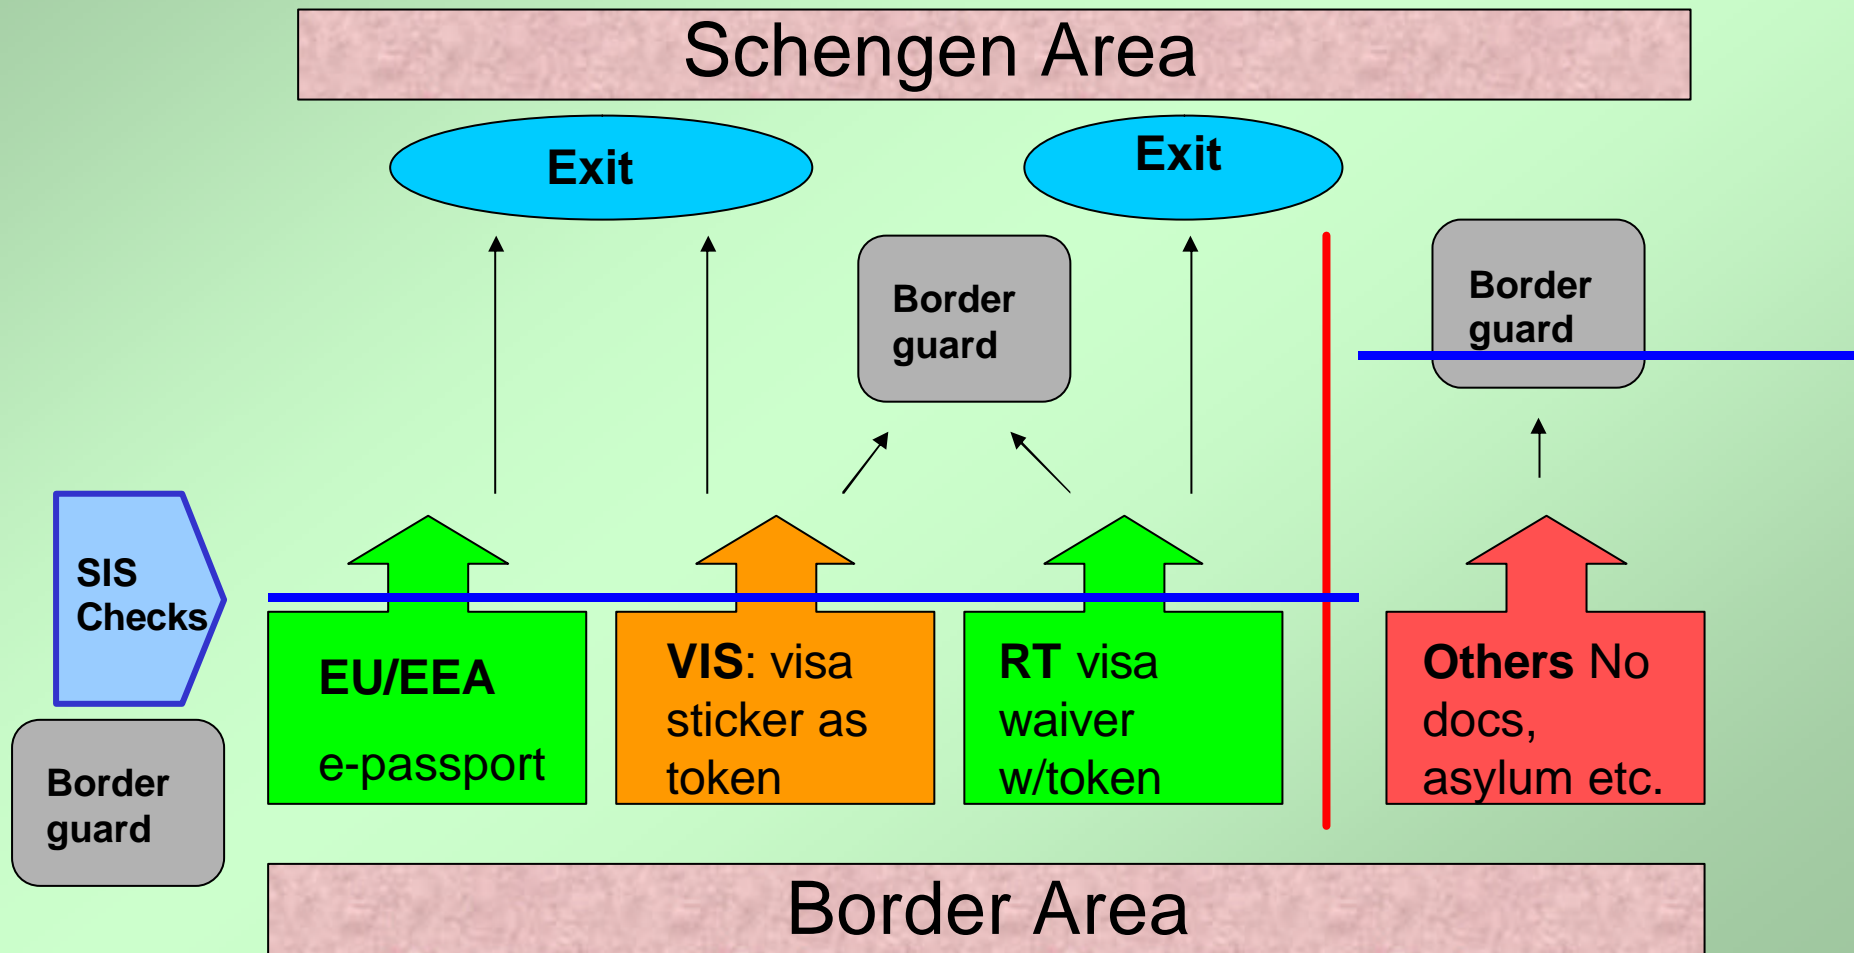 Schengen Area
Exit
Exit
Border
guard
Border
guard
SIS
Checks
EU/EEA
e-passport
VIS: visa
sticker as
token
RT visa
waiver
w/token
Others No
docs,
asylum etc.
Border
guard
Border Area